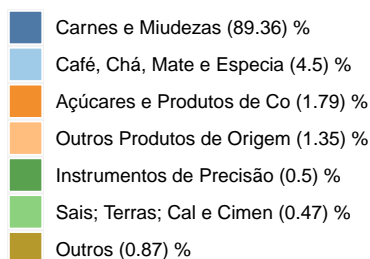 Carnes e Miudezas (89.36) %
Café, Chá, Mate e Especia (4.5) %
Açúcares e Produtos de Co (1.79) %
Outros Produtos de Origem (1.35) %
Instrumentos de Precisão (0.5) %
Sais; Terras; Cal e Cimen (0.47) %
Outros (0.87) %